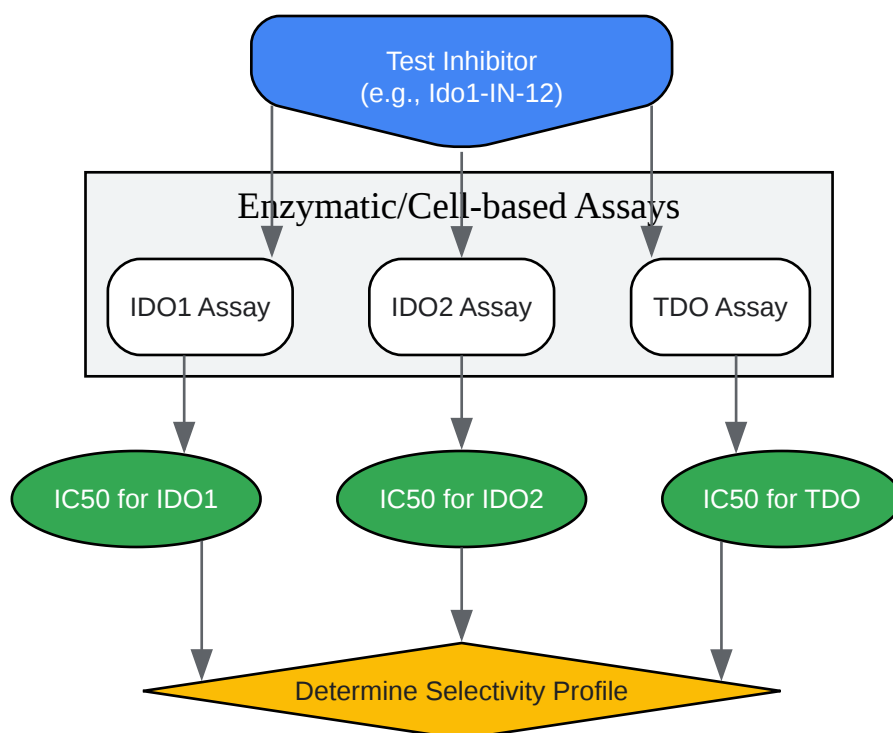 Test Inhibitor
(e.g., Ido1-IN-12)
Enzymatic/Cell-based Assays
IDO1 Assay
IDO2 Assay
TDO Assay
IC50 for IDO1
IC50 for IDO2
IC50 for TDO
Determine Selectivity Profile